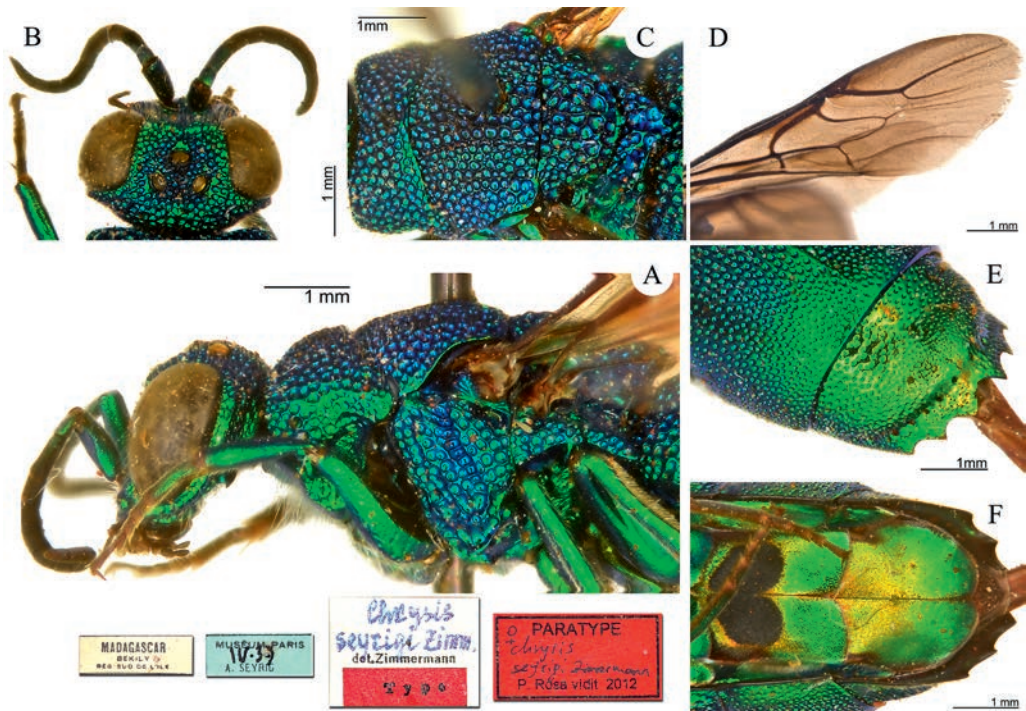 B
1mm
C
D
1 mm
1 mm
E
1mm
1 mm
A
F
1 mm
MADAGASCAR
BEKILY
REG SUD DE L'ILE
MUSEUM PARIS
IV.37
A. SEYRIG
Chrysis
seyrigi Zimm.
det.Zimmermann
Type
♀ PARATYPE
chrysis
seyrigi Zimmermann
P. Rosa vidit 2012